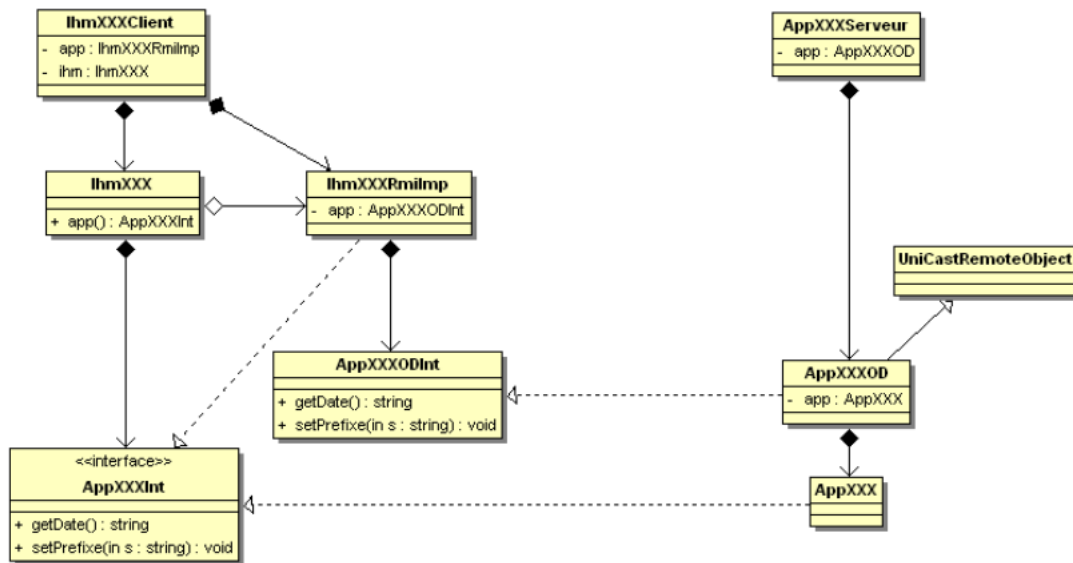 IhmXXXClient
- app : IhmXXXRmiImp
- ihm : IhmXXX
AppXXXServeur
- app : AppXXXOD
IhmXXX
+ app() : AppXXXInt
IhmXXXRmiImp
- app : AppXXXODInt
UniCastRemoteObject
AppXXXODInt
+ getDate() : string
+ setPrefixe(in s : string) : void
AppXXXOD
- app : AppXXX
<<interface>>
AppXXXInt
+ getDate() : string
+ setPrefixe(in s : string) : void
AppXXX